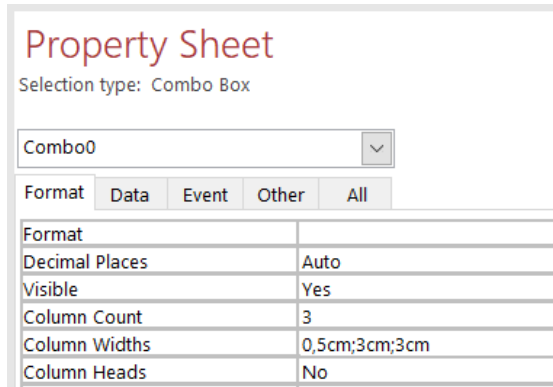 Property Sheet
Selection type: Combo Box
Combo0
Format Data Event Other All
Format
Decimal Places Auto
Visible Yes
Column Count 3
Column Widths 0,5cm;3cm;3cm
Column Heads No